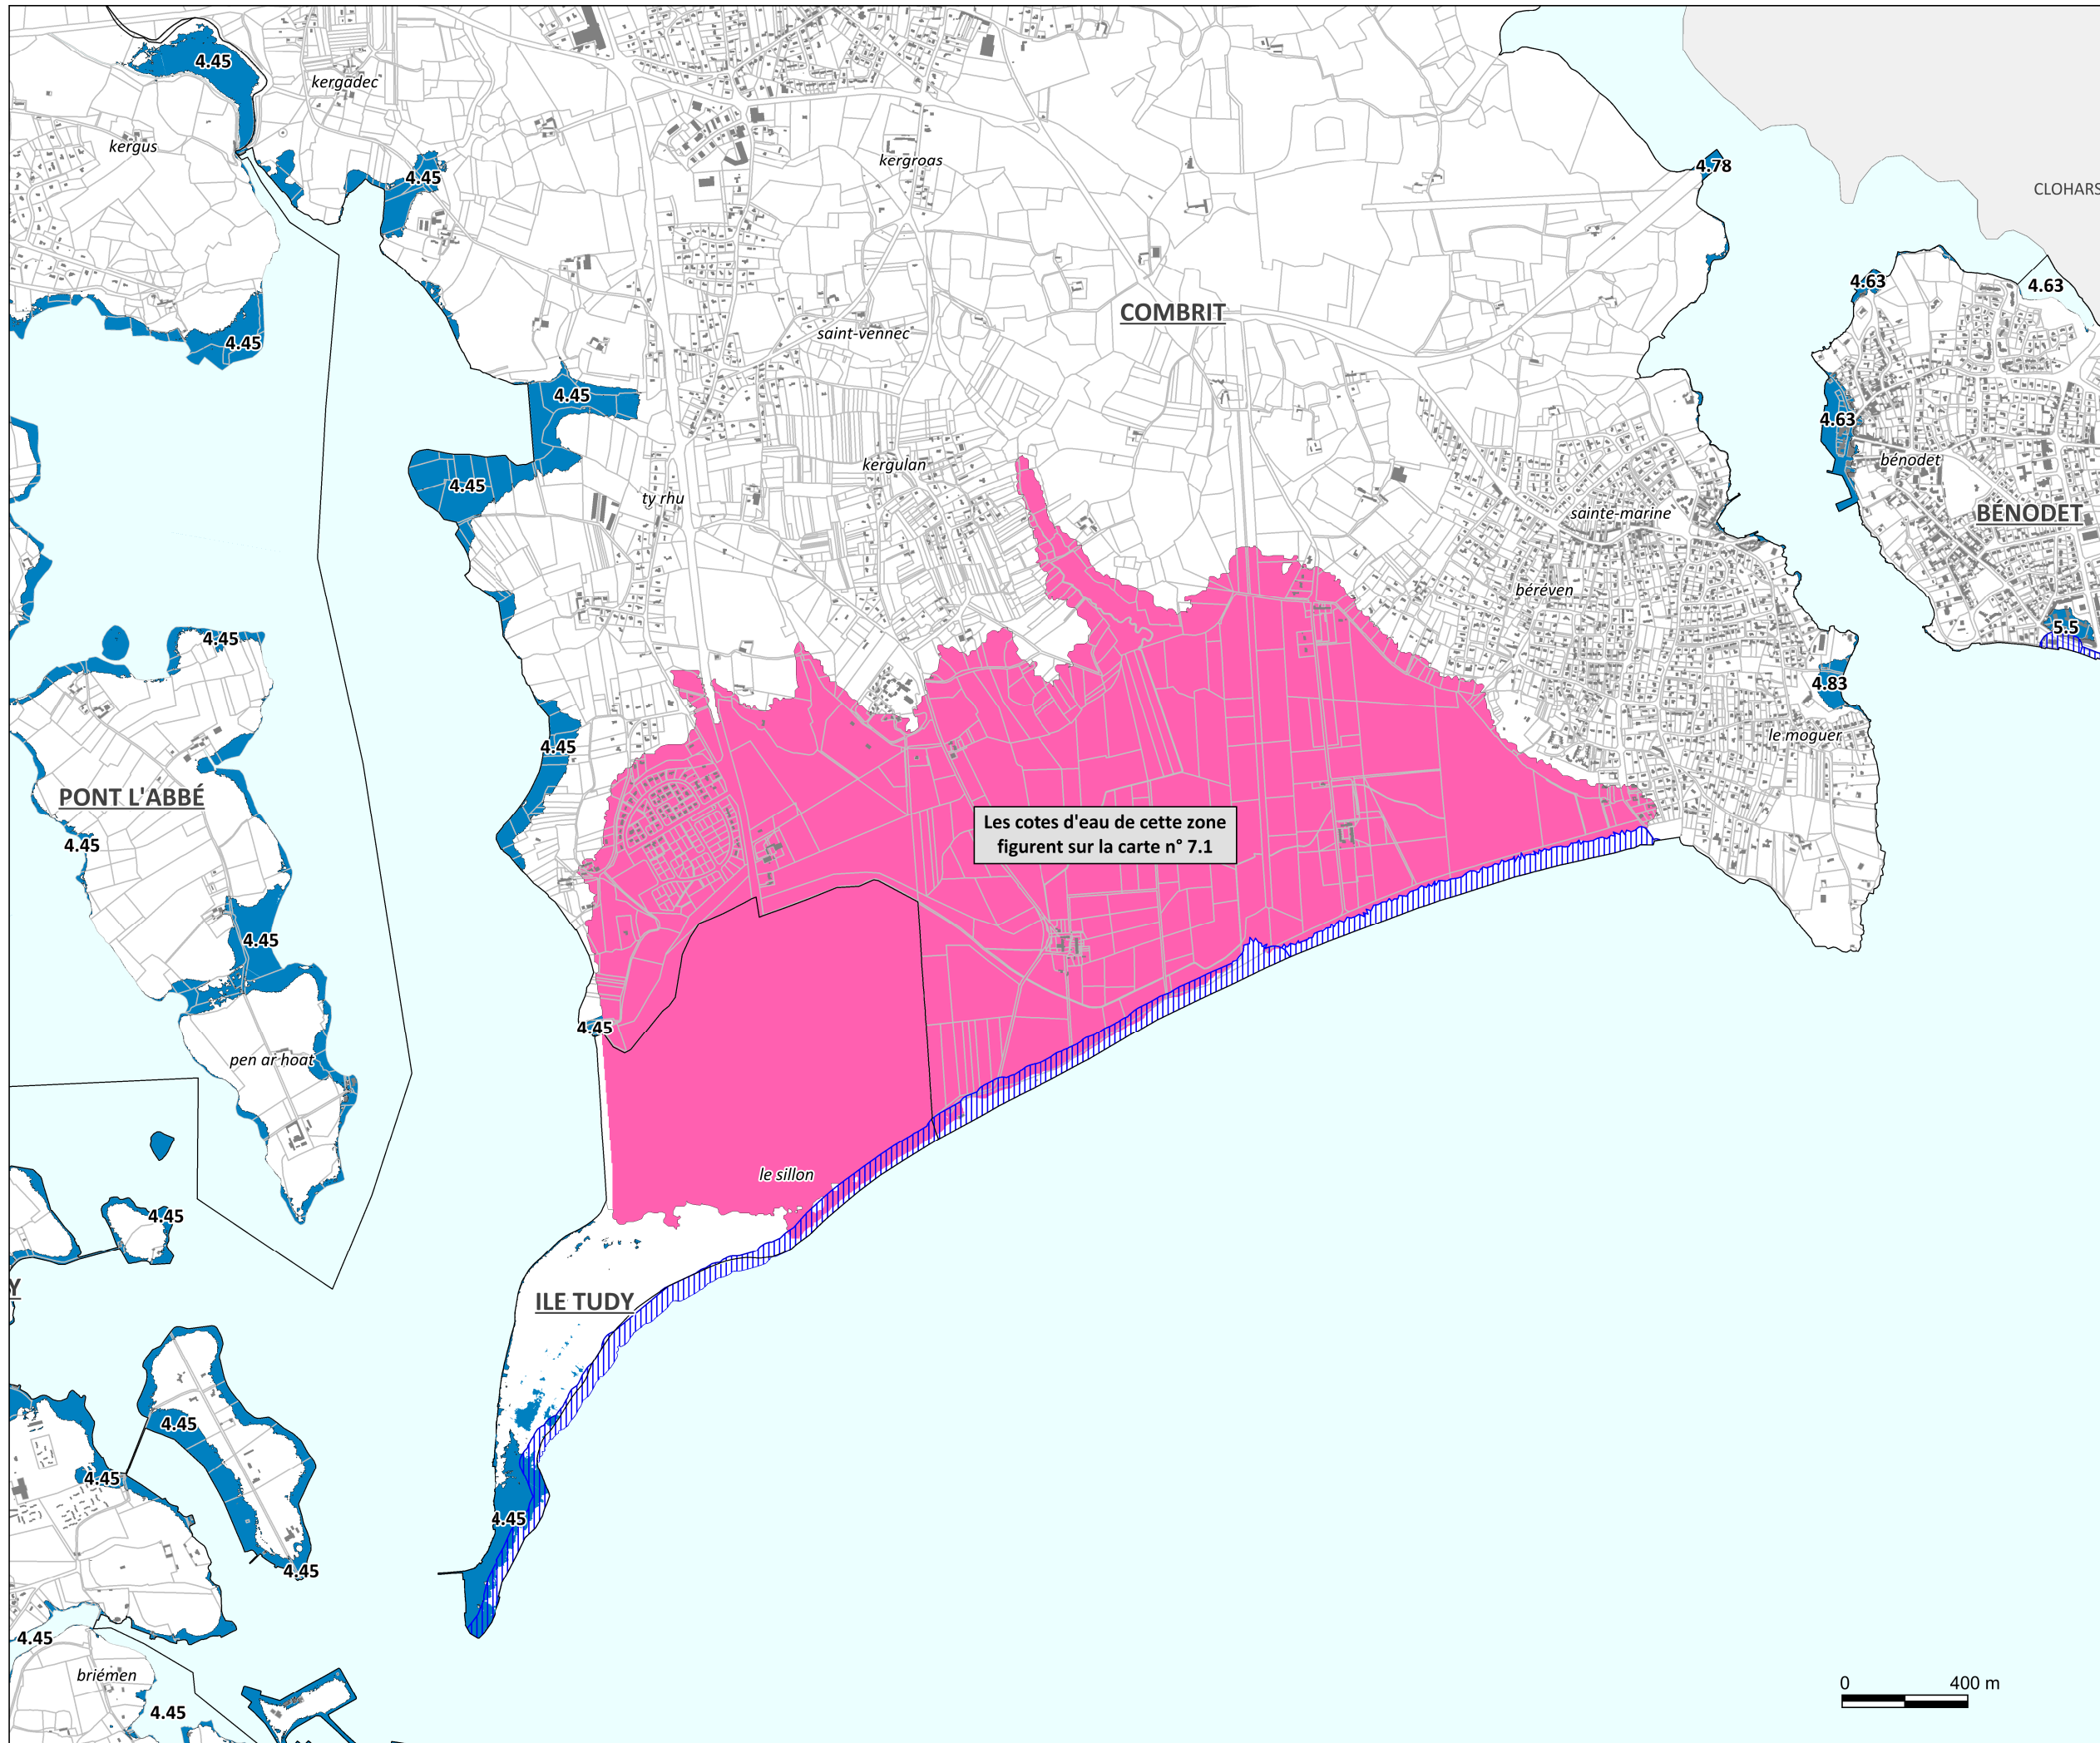 4.45
kergadec
kergus
kergroas
4.45
4.78
CLOHARS
4.63
4.63
COMBRIT
saint-vennec
4.45
4.45
4.63
bénodet
kergulan
4.45
ty rhu
sainte-marine
BÉNODET
béréven
5.5
4.45
4.83
le moguer
4.45
PONT L'ABBÉ
4.45
Les cotes d'eau de cette zone
figurent sur la carte n° 7.1
4.45
4.45
pen ar hoat
le sillon
4.45
Y
ILE TUDY
4.45
4.45
4.45
4.45
4.45
briémen
4.45
0 400 m